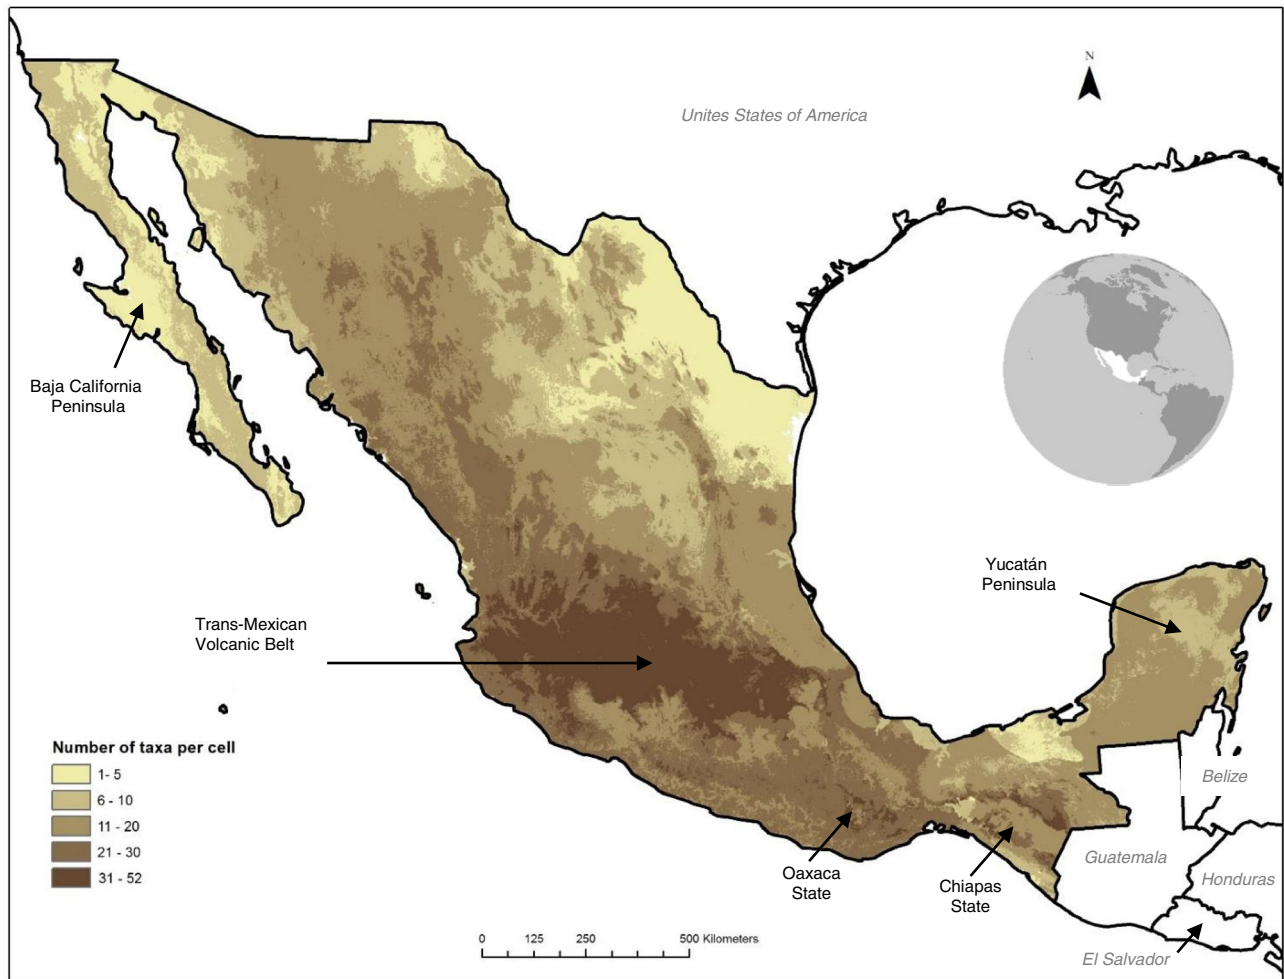 N
Unites States of America
Baja California
Peninsula
Yucatán
Peninsula
Trans-Mexican
Volcanic Belt
Number of taxa per cell
1- 5
6 - 10
11 - 20
21 - 30
31 - 52
Belize
Guatemala
Honduras
Oaxaca
State
Chiapas
State
El Salvador
0 125 250 500 Kilometers